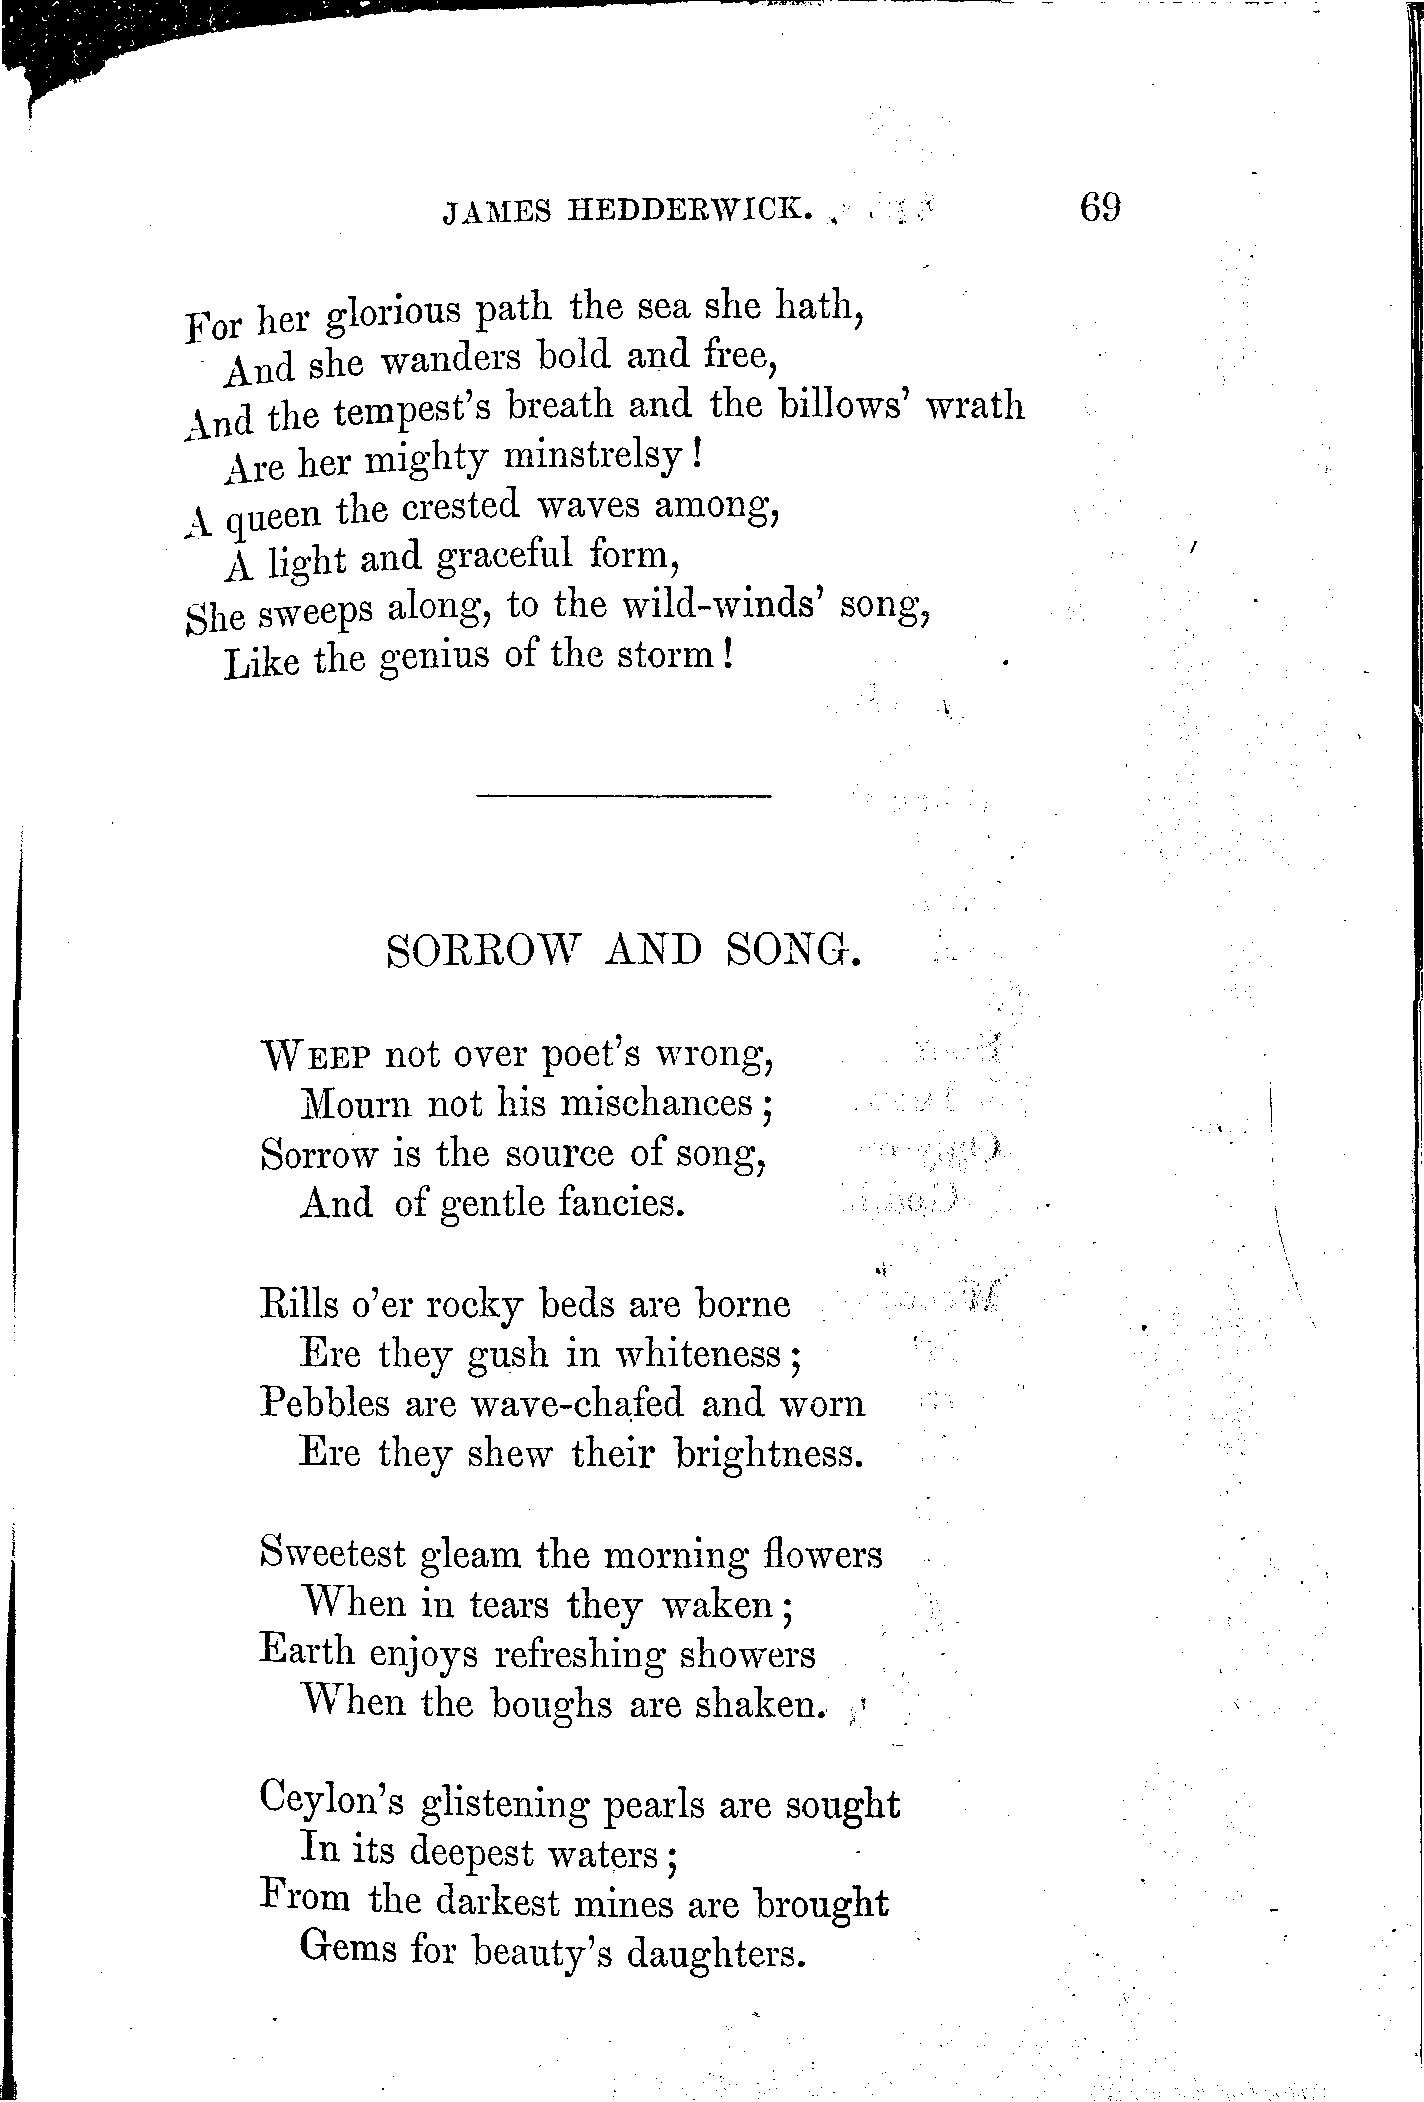 JAMES HEDDERWICK. 69
For her glorious path the sea she hath,
And she wanders bold and free,
And the tempest's breath and the billows' wrath
Are her mighty minstrelsy!
A queen the crested waves among,
A light and graceful form,
She sweeps along, to the wild-winds' song,
Like the genius of the storm!
SORROW AND SONG.
WEEP not over poet's wrong,
Mourn not his mischances;
Sorrow is the source of song,
And of gentle fancies.
Rills o'er rocky beds are borne
Ere they gush in whiteness;
Pebbles are wave-chafed and worn
Ere they shew their brightness.
Sweetest gleam the morning flowers
When in tears they waken;
Earth enjoys refreshing showers
When the boughs are shaken.
Ceylon's glistening pearls are sought
In its deepest waters;
From the darkest mines are brought
Gems for beauty's daughters.